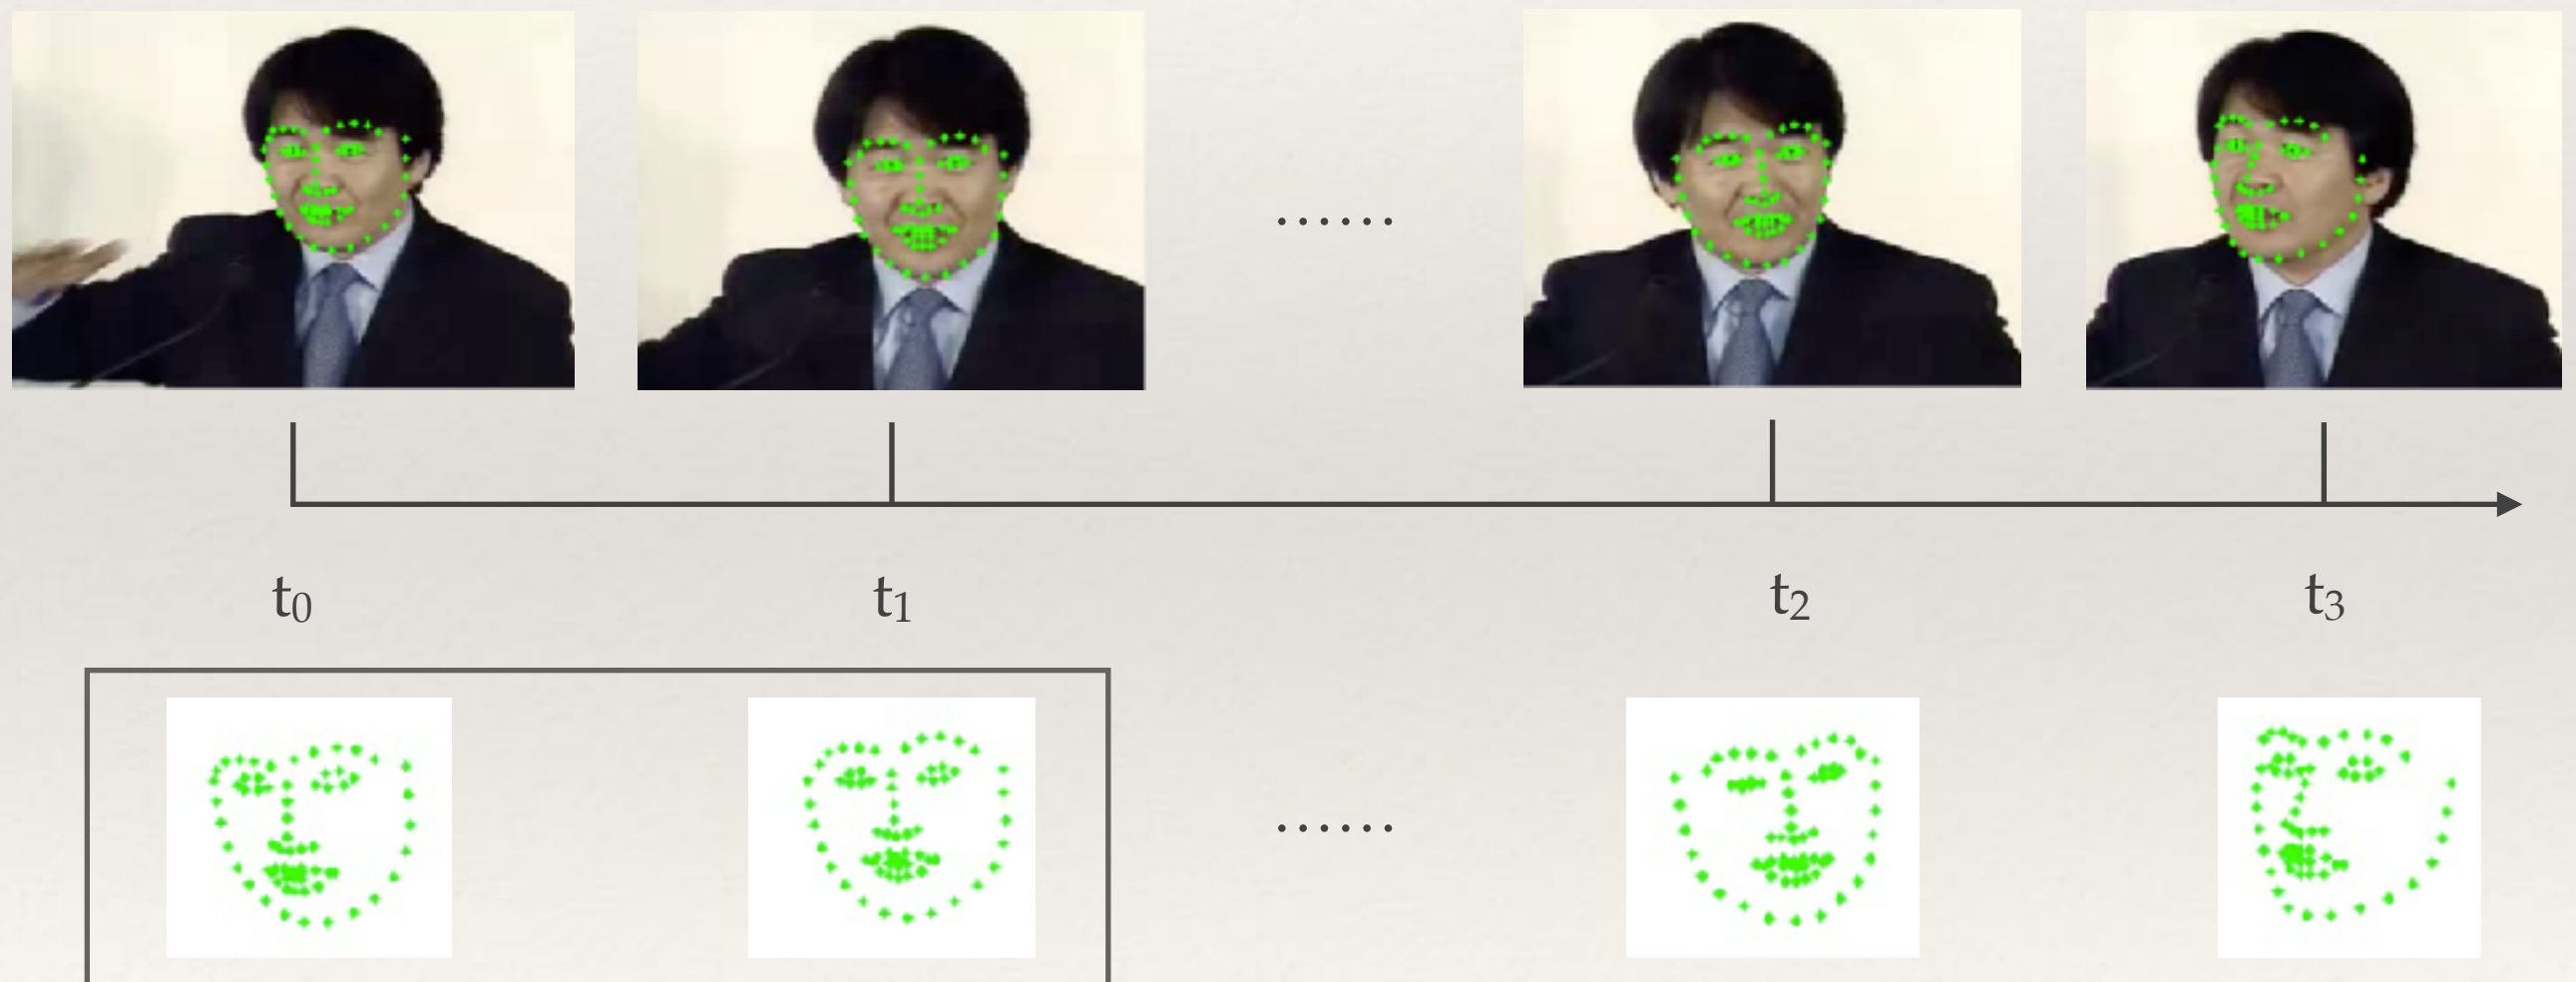 ......
t₀ t₁ t₂ t₃
......